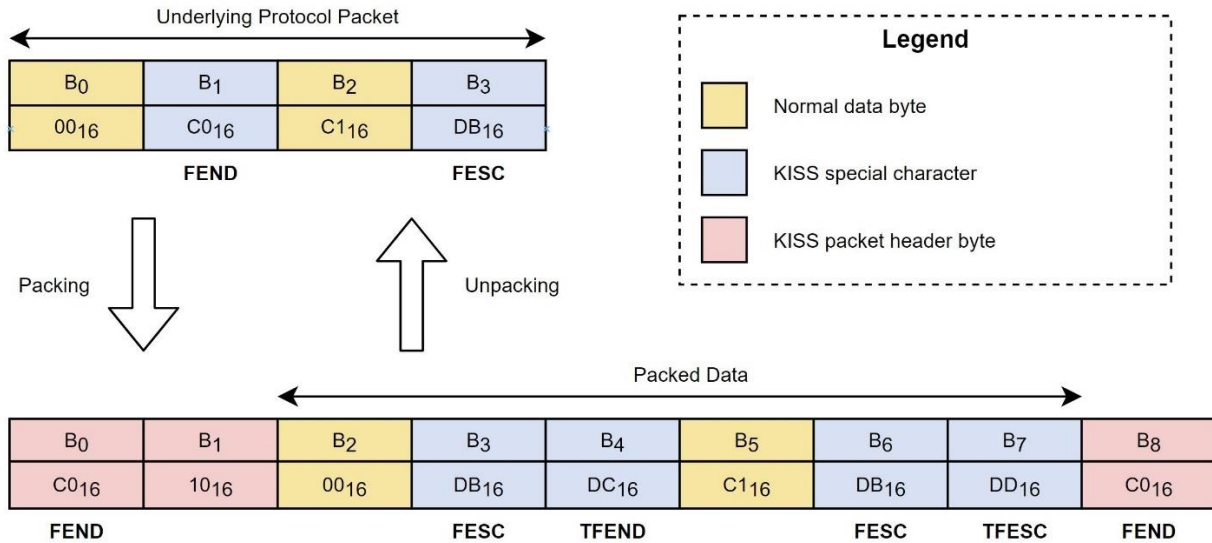 Underlying Protocol Packet
B0 B1 B2 B3
0016 C016 C116 DB16
FEND FESC
Legend
Normal data byte
KISS special character
KISS packet header byte
Packing
Unpacking
Packed Data
B0 B1 B2 B3 B4 B5 B6 B7 B8
C016 1016 0016 DB16 DC16 C116 DB16 DD16 C016
FEND FESC TFEND FESC TFESC FEND